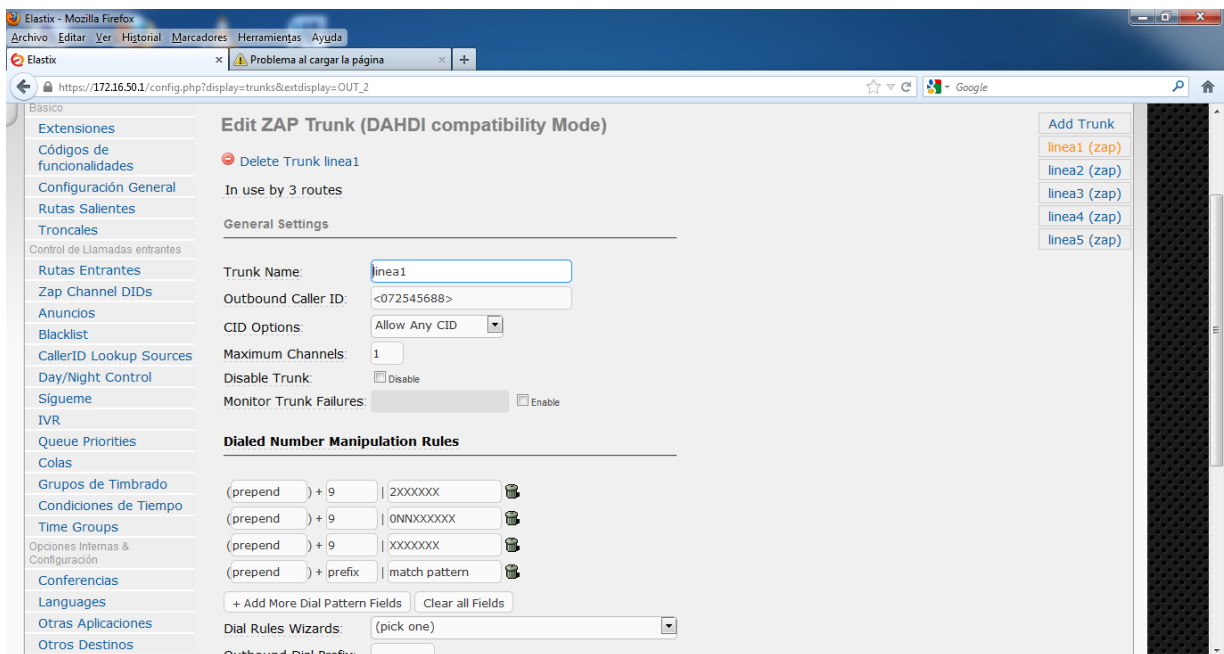 Elastix - Mozilla Firefox
Archivo Editar Ver Historial Marcadores Herramientas Ayuda
Elastix × Problema al cargar la página × +
https://172.16.50.1/config.php?display=trunks&extdisplay=OUT_2 Google
Básico
Extensiones
Códigos de
funcionalidades
Configuración General
Rutas Salientes
Troncales
Control de Llamadas entrantes
Rutas Entrantes
Zap Channel DIDs
Anuncios
Blacklist
CallerID Lookup Sources
Day/Night Control
Sígueme
IVR
Queue Priorities
Colas
Grupos de Timbrado
Condiciones de Tiempo
Time Groups
Opciones Internas &
Configuración
Conferencias
Languages
Otras Aplicaciones
Otros Destinos
Edit ZAP Trunk (DAHDI compatibility Mode)
Delete Trunk linea1
In use by 3 routes
General Settings
Trunk Name: linea1
Outbound Caller ID: <072545688>
CID Options: Allow Any CID
Maximum Channels: 1
Disable Trunk: Disable
Monitor Trunk Failures: Enable
Dialed Number Manipulation Rules
(prepend) + 9 | 2XXXXXX
(prepend) + 9 | 0NNXXXXXX
(prepend) + 9 | XXXXXXX
(prepend) + prefix | match pattern
+ Add More Dial Pattern Fields Clear all Fields
Dial Rules Wizards: (pick one)
Outbound Dial Prefix:
Add Trunk
linea1 (zap)
linea2 (zap)
linea3 (zap)
linea4 (zap)
linea5 (zap)